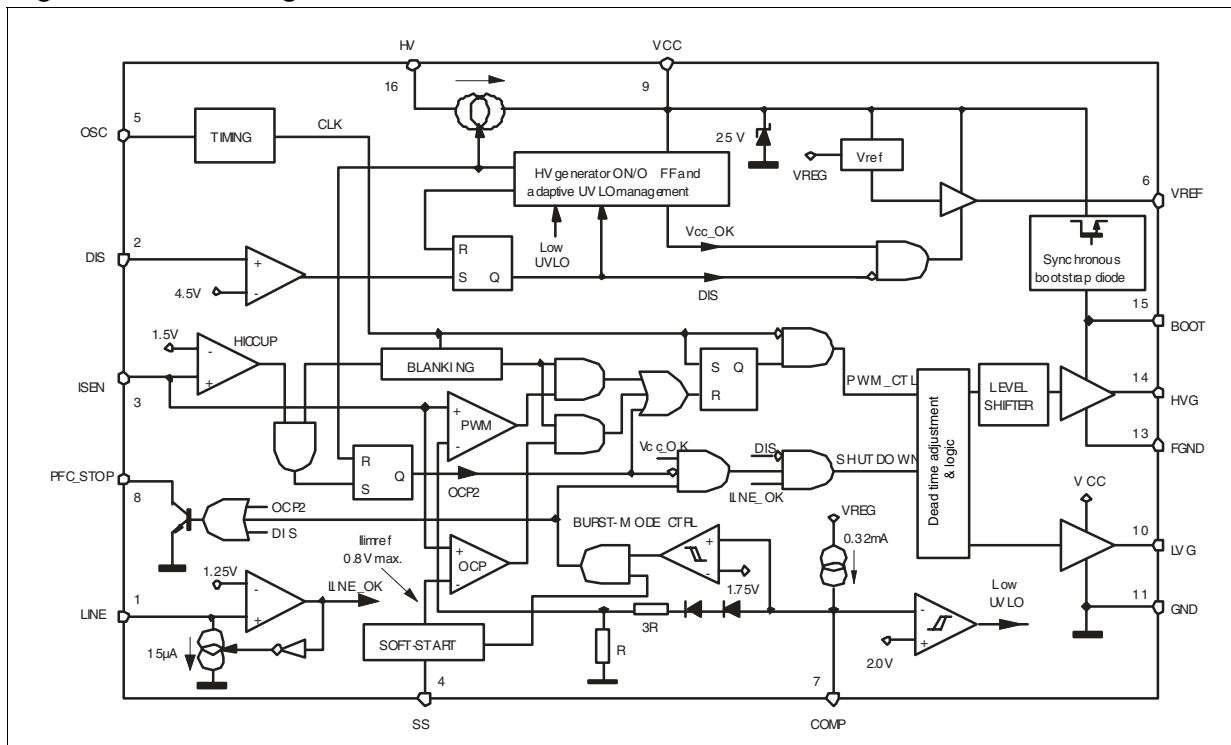 HV
VCC
16
9
5
OSC
TIMING
CLK
25 V
Vref
VREG
HV generator ON/O FF and
adaptive UV LO management
6
VREF
2
DIS
+
-
4.5V
R
S Q
Low
UVLO
Vcc_OK
DIS
Synchronous
bootstrap diode
15
BOOT
1.5V
HICCUP
-
+
ISEN
3
BLANKING
S Q
R
PWM_CTL
+
PWM
-
LEVEL
SHIFTER
14
HVG
13
FGND
Dead time adjustment
& logic
R
S
Q
OCP2
Vcc_OK
DIS
SHUTDOWN
LINE_OK
PFC_STOP
8
OCP2
DIS
V CC
10
LVG
11
GND
BURST-MODE CTRL
VREG
0.32mA
+
-
1.75V
Ilimref
0.8V max.
+
OCP
-
1.25V
-
+
LINE_OK
1
LINE
15µA
SOFT-START
3R
R
-
+
2.0V
Low
UVLO
4
SS
7
COMP